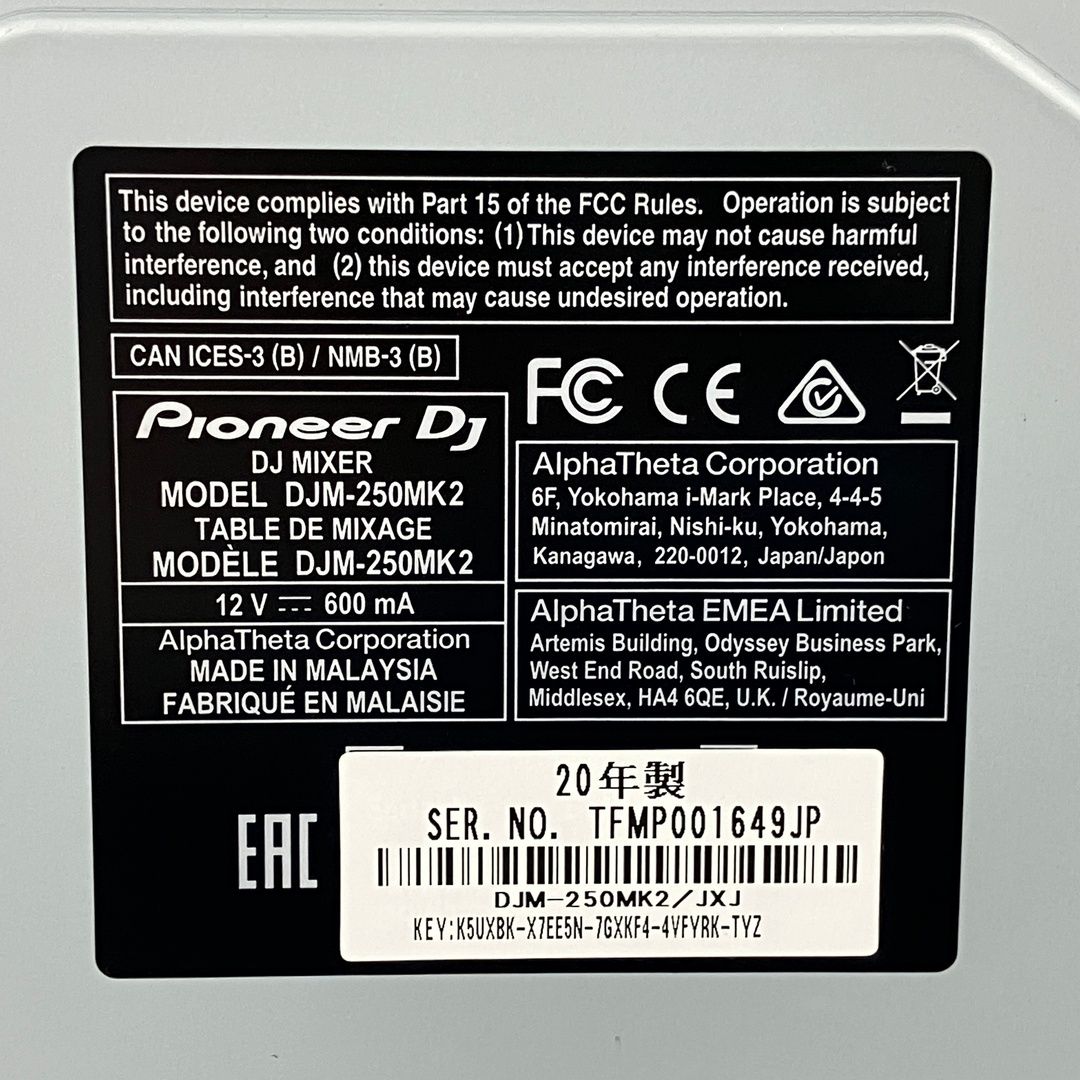 This device complies with Part 15 of the FCC Rules. Operation is subject
to the following two conditions: (1) This device may not cause harmful
interference, and (2) this device must accept any interference received,
including interference that may cause undesired operation.
CAN ICES-3 (B) / NMB-3 (B)
FC CE
Pioneer Dj
DJ MIXER
MODEL DJM-250MK2
TABLE DE MIXAGE
MODÈLE DJM-250MK2
12 V ⎓ 600 mA
AlphaTheta Corporation
MADE IN MALAYSIA
FABRIQUÉ EN MALAISIE
AlphaTheta Corporation
6F, Yokohama i-Mark Place, 4-4-5
Minatomirai, Nishi-ku, Yokohama,
Kanagawa, 220-0012, Japan/Japon
AlphaTheta EMEA Limited
Artemis Building, Odyssey Business Park,
West End Road, South Ruislip,
Middlesex, HA4 6QE, U.K. / Royaume-Uni
EAC
20年製
SER. NO. TFMP001649JP
DJM-250MK2/JXJ
KEY:K5UXBK-X7EE5N-7GXKF4-4VFYRK-TYZ